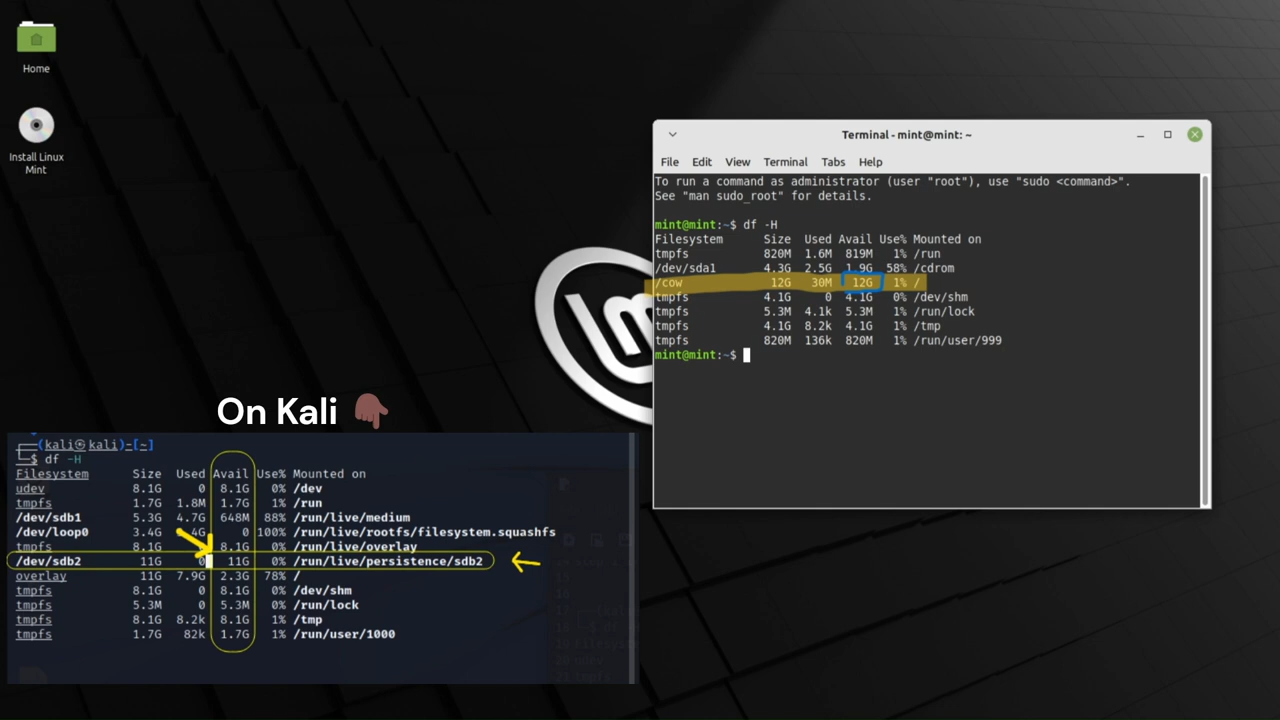 Home
Install Linux
Mint
Terminal - mint@mint: ~
File Edit View Terminal Tabs Help
To run a command as administrator (user "root"), use "sudo <command>".
See "man sudo_root" for details.
mint@mint:~$ df -H
Filesystem Size Used Avail Use% Mounted on
tmpfs 820M 1.6M 819M 1% /run
/dev/sda1 4.3G 2.5G 1.9G 58% /cdrom
/cow 12G 30M 12G 1% /
tmpfs 4.1G 0 4.1G 0% /dev/shm
tmpfs 5.3M 4.1k 5.3M 1% /run/lock
tmpfs 4.1G 8.2k 4.1G 1% /tmp
tmpfs 820M 136k 820M 1% /run/user/999
mint@mint:~$
On Kali
(kali㉿kali)-[~]
$ df -H
Filesystem Size Used Avail Use% Mounted on
udev 8.1G 0 8.1G 0% /dev
tmpfs 1.7G 1.8M 1.7G 1% /run
/dev/sdb1 5.3G 4.7G 648M 88% /run/live/medium
/dev/loop0 3.4G 0 100% /run/live/rootfs/filesystem.squashfs
tmpfs 8.1G 8.1G 0% /run/live/overlay
/dev/sdb2 11G 0 11G 0% /run/live/persistence/sdb2
overlay 11G 7.9G 2.3G 78% /
tmpfs 8.1G 0 8.1G 0% /dev/shm
tmpfs 5.3M 0 5.3M 0% /run/lock
tmpfs 8.1G 8.2k 8.1G 1% /tmp
tmpfs 1.7G 82k 1.7G 1% /run/user/1000